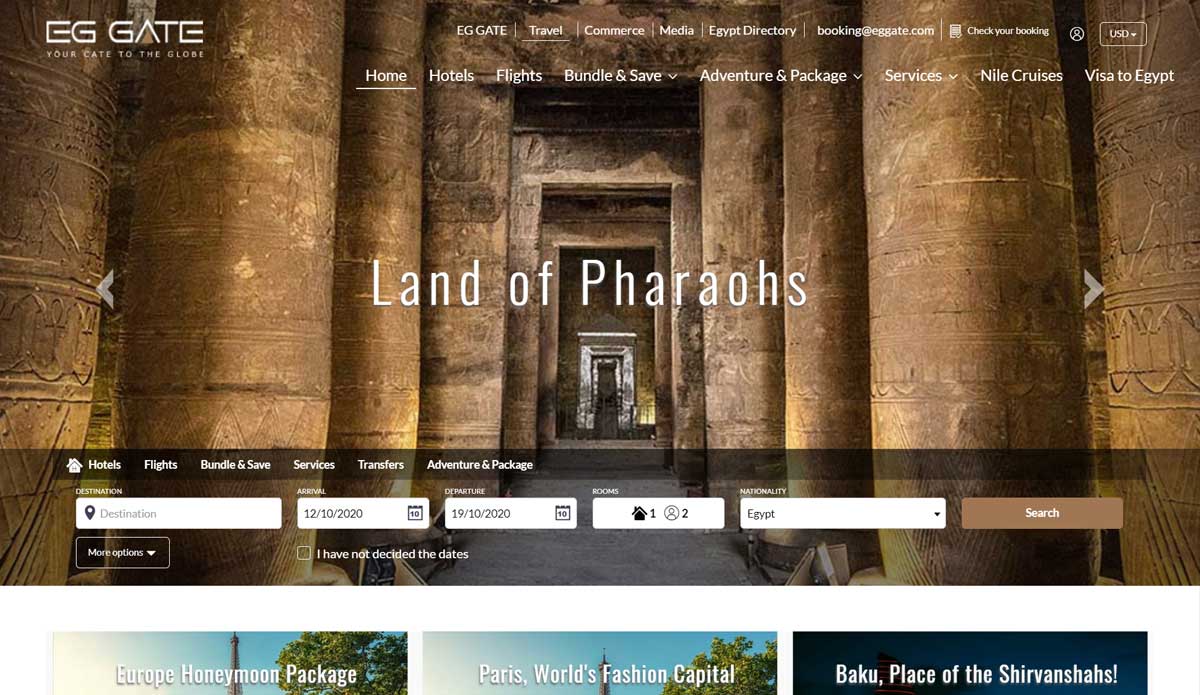 EG GATE
YOUR GATE TO THE GLOBE
EG GATE Travel Commerce Media Egypt Directory booking@eggate.com Check your booking USD
Home Hotels Flights Bundle & Save Adventure & Package Services Nile Cruises Visa to Egypt
Land of Pharaohs
Hotels Flights Bundle & Save Services Transfers Adventure & Package
DESTINATION ARRIVAL DEPARTURE ROOMS NATIONALITY
Destination 12/10/2020 10 19/10/2020 10 1 2 Egypt Search
More options I have not decided the dates
Europe Honeymoon Package Paris, World's Fashion Capital Baku, Place of the Shirvanshahs!